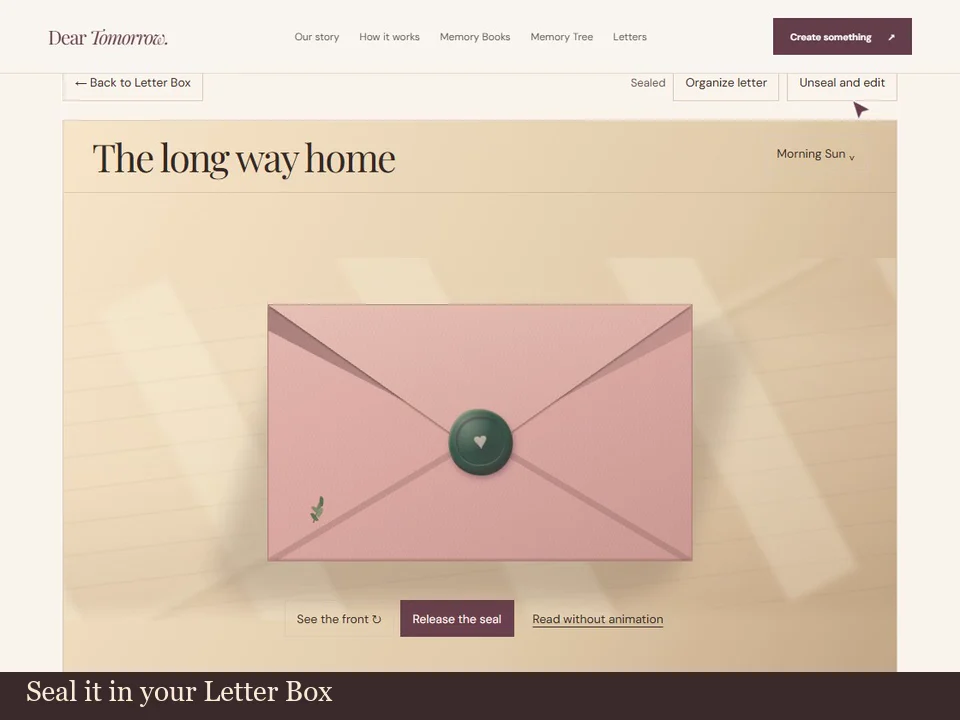 Dear Tomorrow.
Our story
How it works
Memory Books
Memory Tree
Letters
Create something ↗
← Back to Letter Box
Sealed
Organize letter
Unseal and edit
The long way home
Morning Sun
See the front ↻
Release the seal
Read without animation
Seal it in your Letter Box